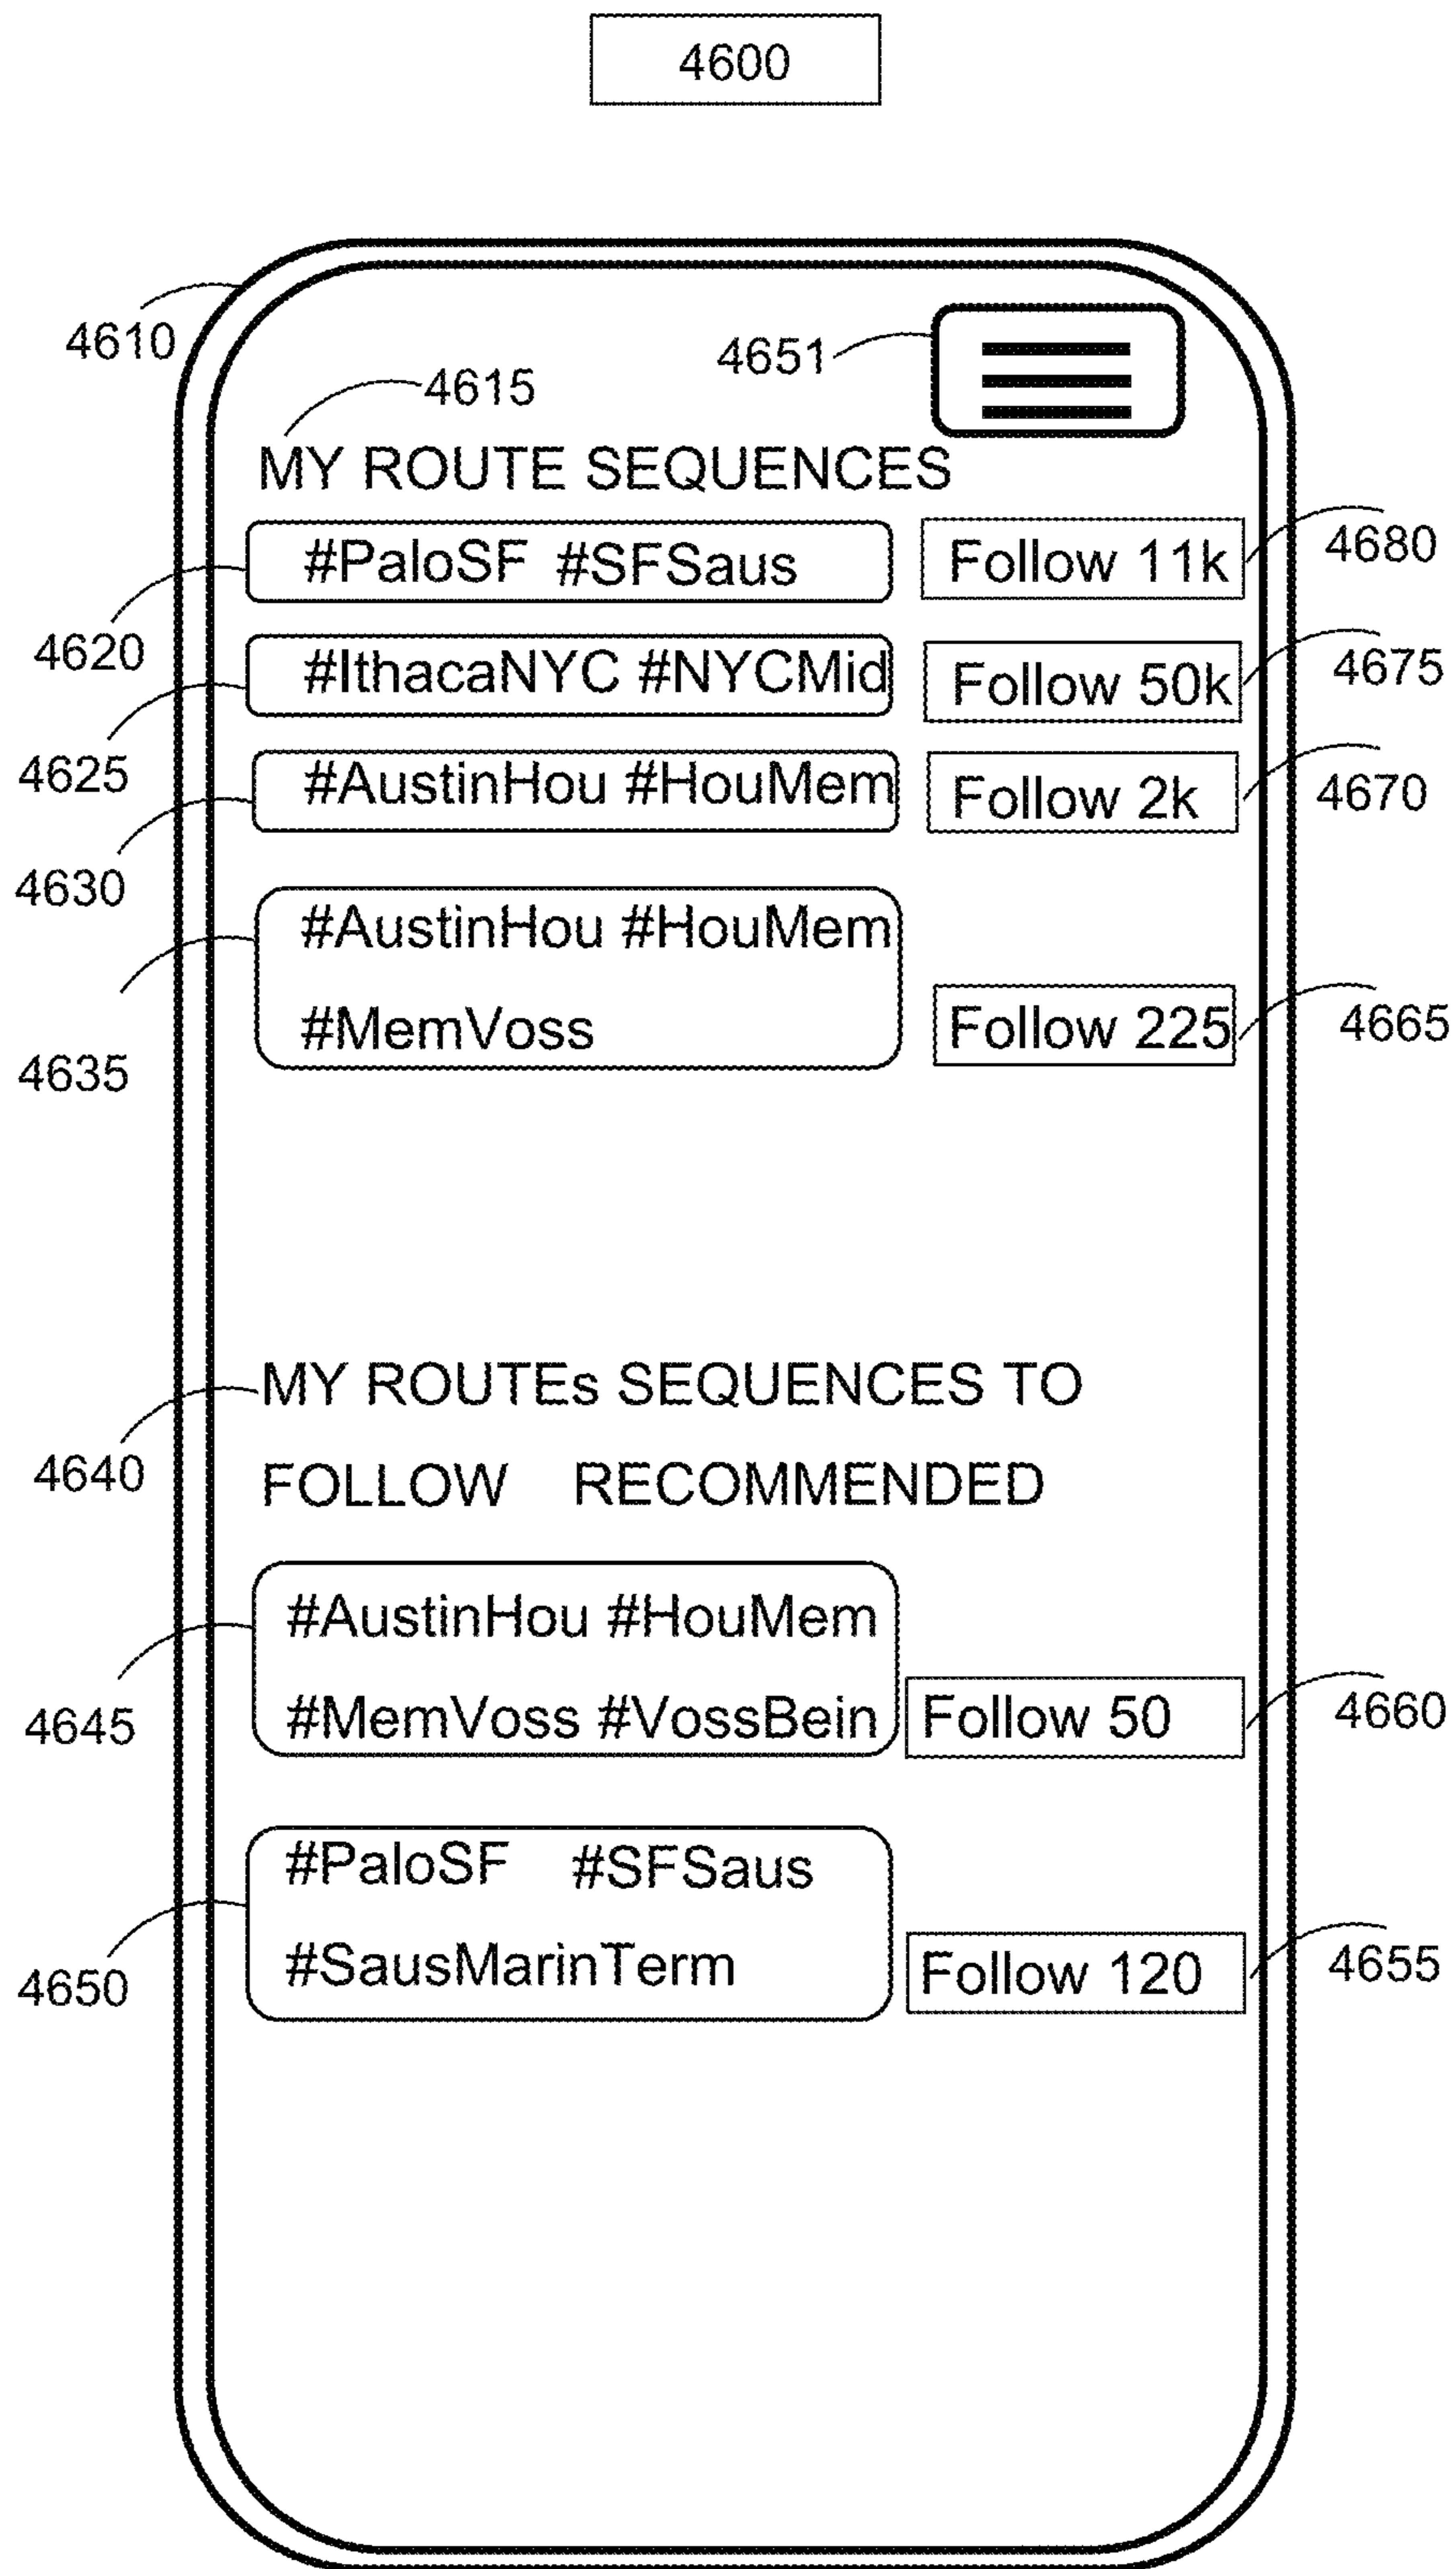 4600
4610
4651
4615
MY ROUTE SEQUENCES
#PaloSF #SFSaus Follow 11k 4680
4620
#IthacaNYC #NYCMid Follow 50k 4675
4625
#AustinHou #HouMem Follow 2k 4670
4630
#AustinHou #HouMem
#MemVoss Follow 225 4665
4635
MY ROUTEs SEQUENCES TO
4640
FOLLOW RECOMMENDED
#AustinHou #HouMem
4645 #MemVoss #VossBein Follow 50 4660
#PaloSF #SFSaus
4650 #SausMarinTerm Follow 120 4655